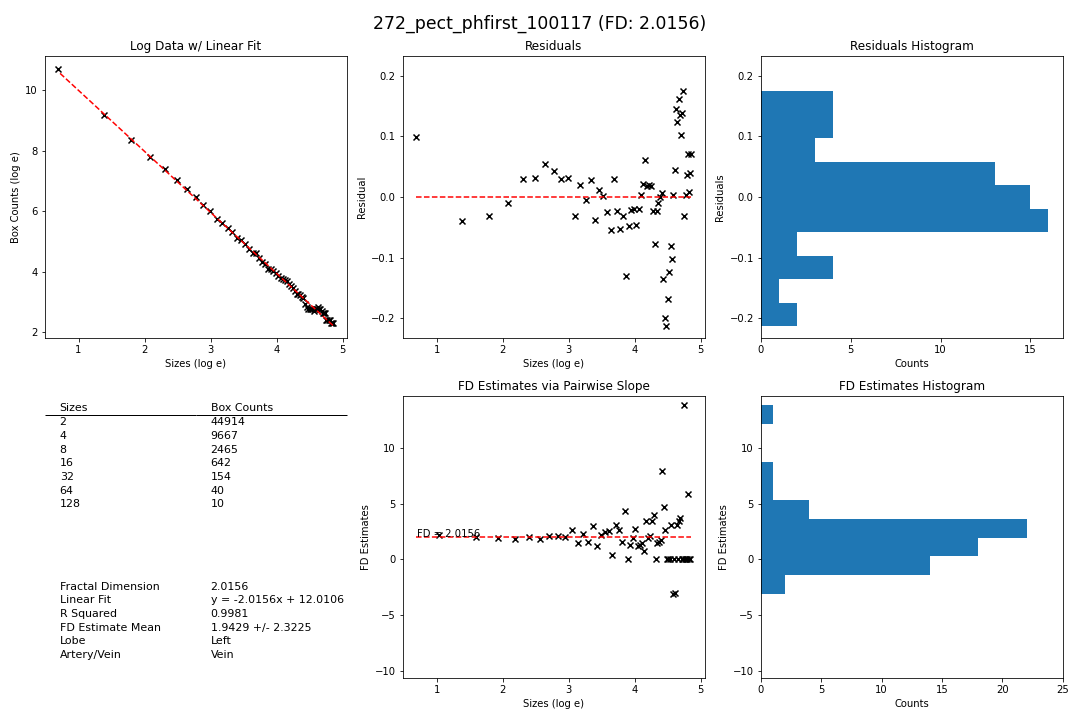 272_pect_phfirst_100117 (FD: 2.0156)
Log Data w/ Linear Fit
Box Counts (log e)
10
8
6
4
2
1 2 3 4 5
Sizes (log e)
Residuals
Residual
0.2
0.1
0.0
−0.1
−0.2
1 2 3 4 5
Sizes (log e)
Residuals Histogram
Residuals
0.2
0.1
0.0
−0.1
−0.2
0 5 10 15
Counts
Sizes Box Counts
2 44914
4 9667
8 2465
16 642
32 154
64 40
128 10
Fractal Dimension 2.0156
Linear Fit y = -2.0156x + 12.0106
R Squared 0.9981
FD Estimate Mean 1.9429 +/- 2.3225
Lobe Left
Artery/Vein Vein
FD Estimates via Pairwise Slope
FD Estimates
10
5
0
−5
−10
FD = 2.0156
1 2 3 4 5
Sizes (log e)
FD Estimates Histogram
FD Estimates
10
5
0
−5
−10
0 5 10 15 20 25
Counts